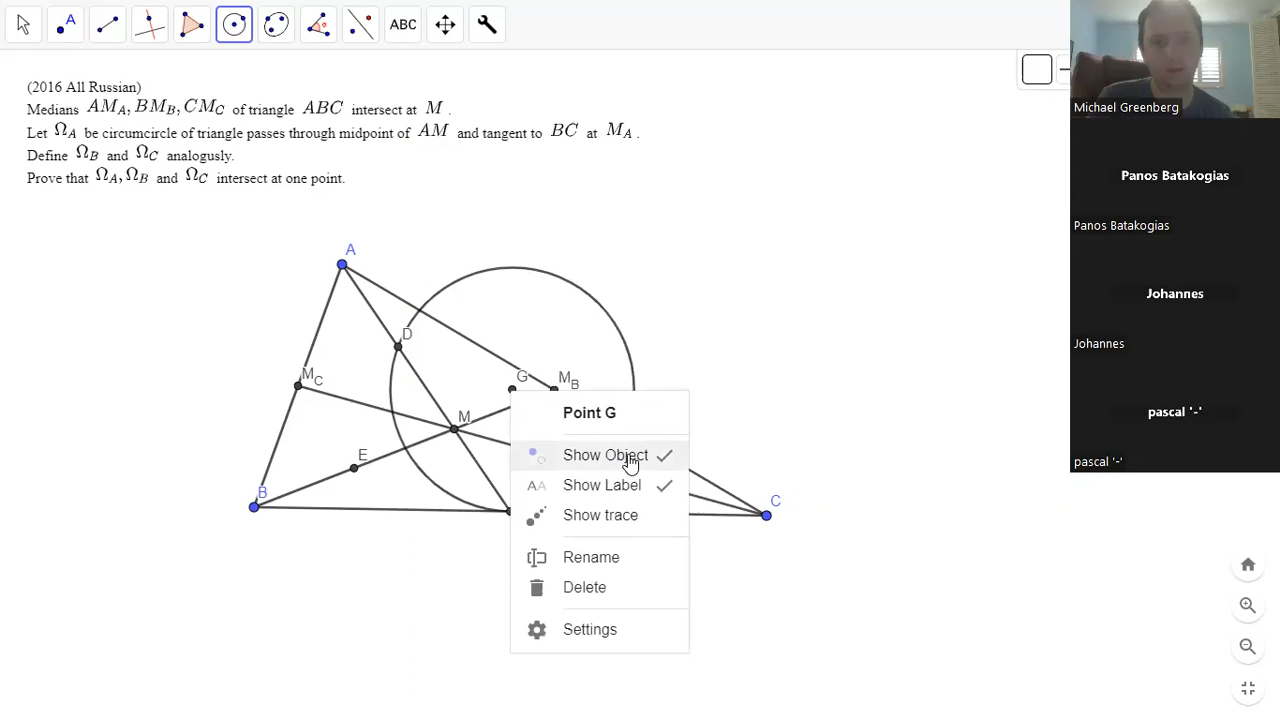 ABC
(2016 All Russian)
Medians AM_A, BM_B, CM_C of triangle ABC intersect at M .
Let Ω_A be circumcircle of triangle passes through midpoint of AM and tangent to BC at M_A .
Define Ω_B and Ω_C analogously.
Prove that Ω_A, Ω_B and Ω_C intersect at one point.
A
D
M_C
G
M_B
M
E
B
C
Point G
Show Object
AA Show Label
Show trace
Rename
Delete
Settings
Michael Greenberg
Panos Batakogias
Panos Batakogias
Johannes
Johannes
pascal '-'
pascal '-'